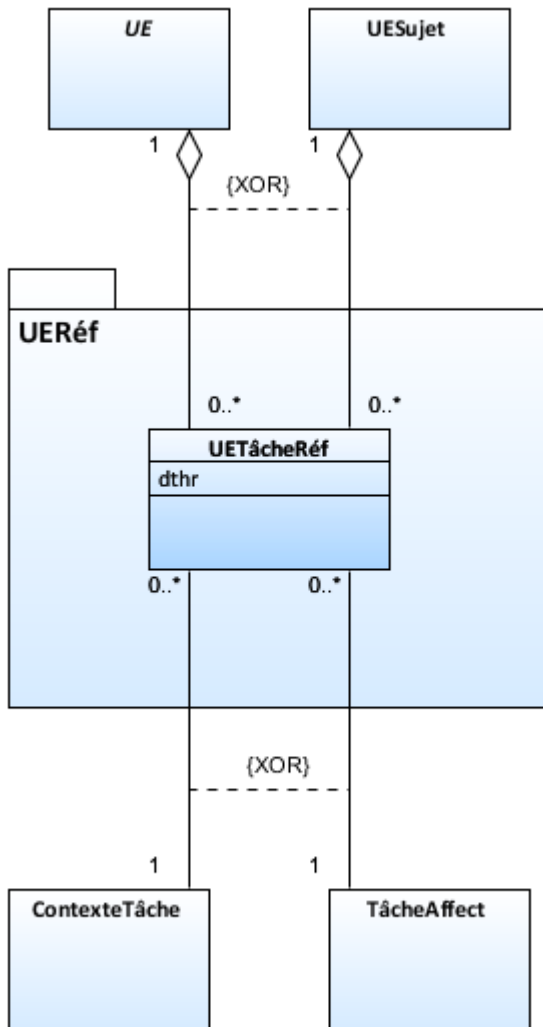 UE
UESujet
1
1
{XOR}
UERéf
0..*
0..*
UETâcheRéf
dthr
0..*
0..*
{XOR}
1
1
ContexteTâche
TâcheAffect